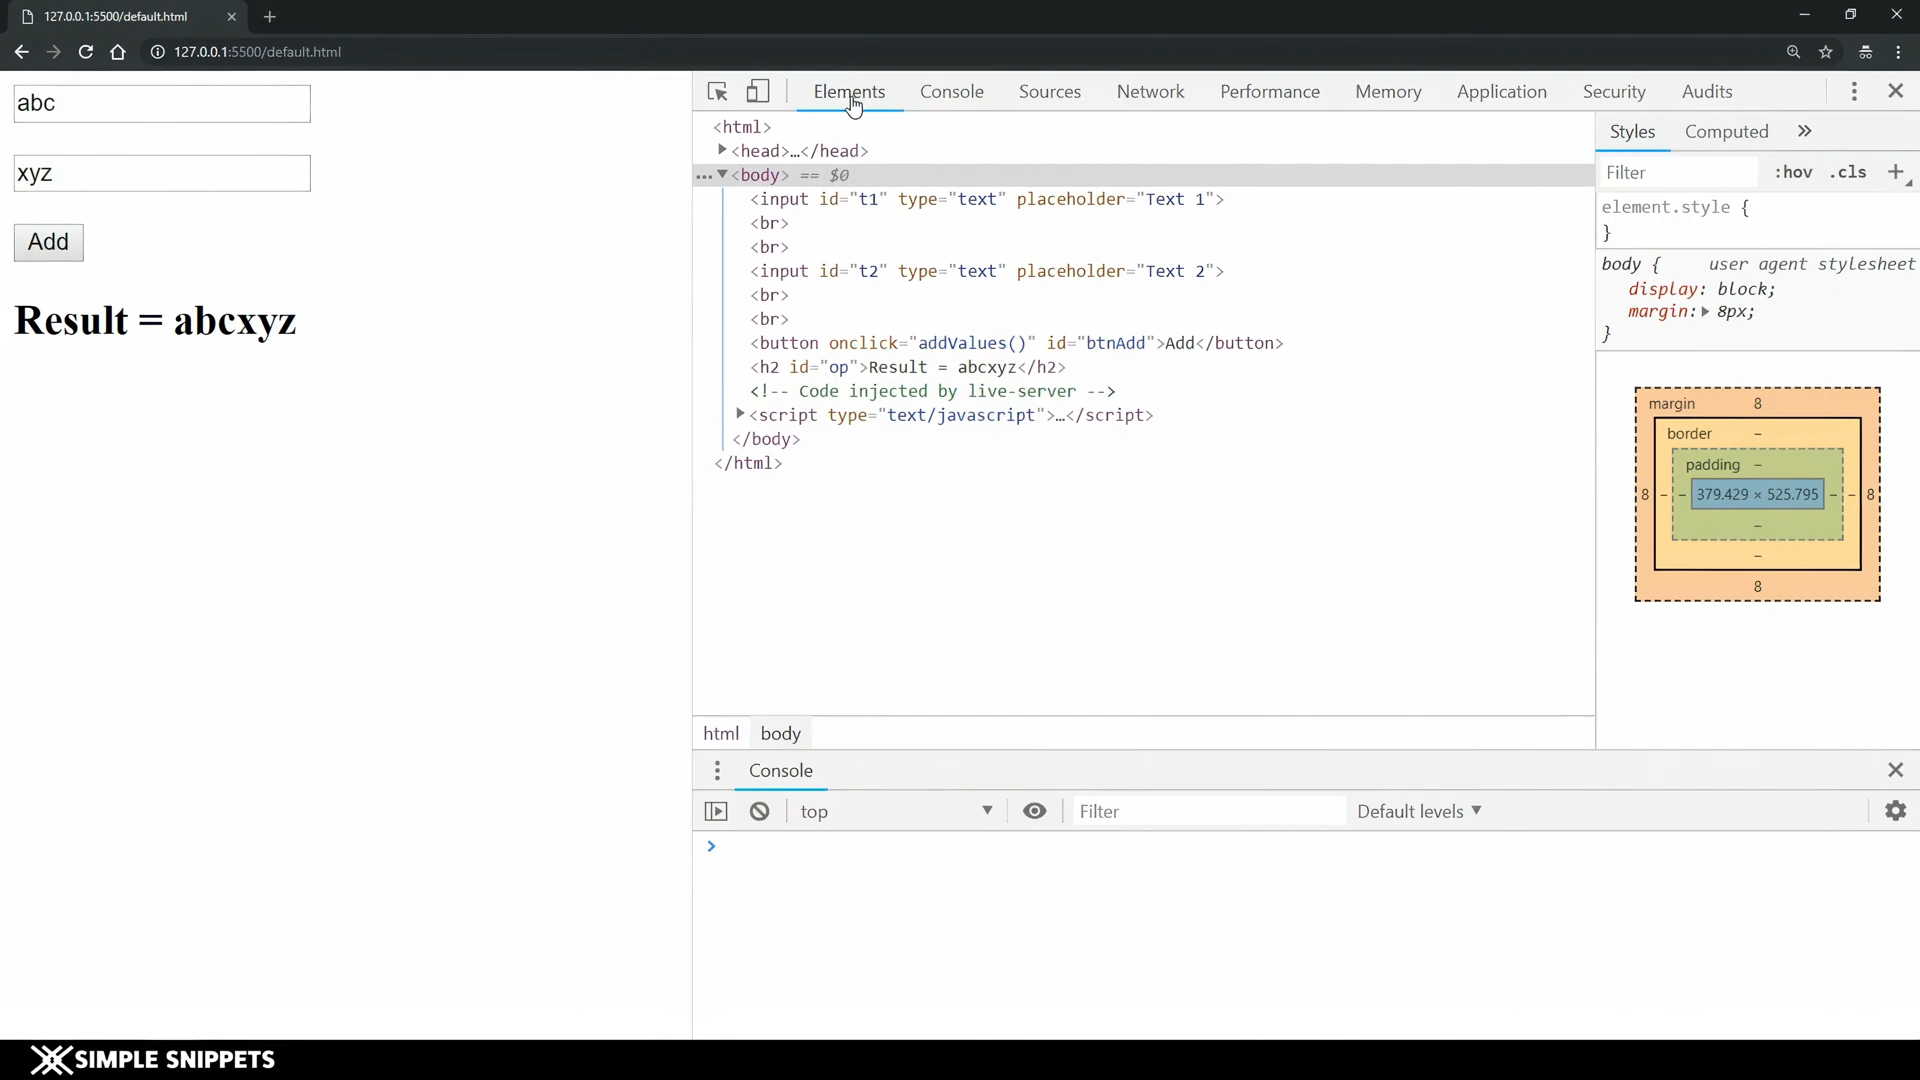 127.0.0.1:5500/default.html
127.0.0.1:5500/default.html
abc
xyz
Add
Result = abcxyz
Elements Console Sources Network Performance Memory Application Security Audits
<html>
<head>…</head>
<body> == $0
<input id="t1" type="text" placeholder="Text 1">
<br>
<br>
<input id="t2" type="text" placeholder="Text 2">
<br>
<br>
<button onclick="addValues()" id="btnAdd">Add</button>
<h2 id="op">Result = abcxyz</h2>
<!-- Code injected by live-server -->
<script type="text/javascript">…</script>
</body>
</html>
html body
Styles Computed
Filter :hov .cls
element.style {
}
body { user agent stylesheet
display: block;
margin: 8px;
}
margin 8
border –
padding –
8 – – 379.429 × 525.795 – – 8
–
–
8
Console
top Filter Default levels
SIMPLE SNIPPETS